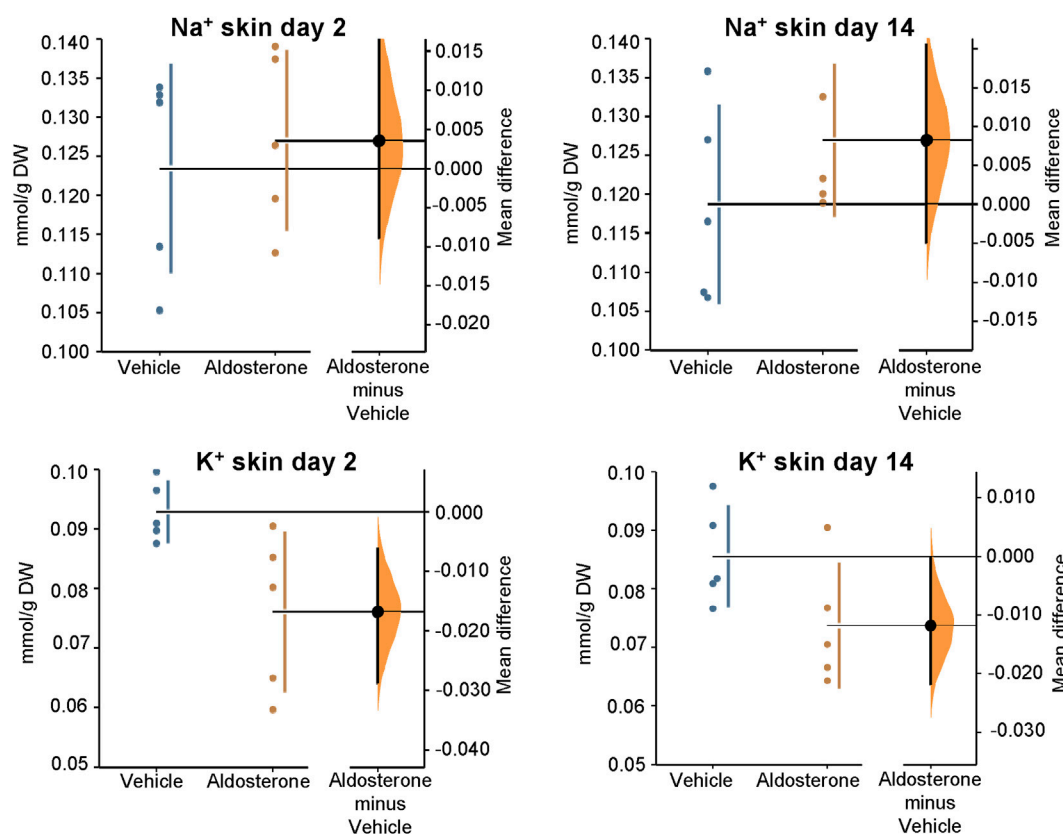 Na⁺ skin day 2
0.140
0.135
0.130
0.125
0.120
0.115
0.110
0.105
0.100
mmol/g DW
0.015
0.010
0.005
0.000
-0.005
-0.010
-0.015
-0.020
Mean difference
Vehicle
Aldosterone
Aldosterone
minus
Vehicle
Na⁺ skin day 14
0.140
0.135
0.130
0.125
0.120
0.115
0.110
0.105
0.100
mmol/g DW
0.015
0.010
0.005
0.000
-0.005
-0.010
-0.015
Mean difference
Vehicle
Aldosterone
Aldosterone
minus
Vehicle
K⁺ skin day 2
0.10
0.09
0.08
0.07
0.06
0.05
mmol/g DW
0.000
-0.010
-0.020
-0.030
-0.040
Mean difference
Vehicle
Aldosterone
Aldosterone
minus
Vehicle
K⁺ skin day 14
0.10
0.09
0.08
0.07
0.06
0.05
mmol/g DW
0.010
0.000
-0.010
-0.020
-0.030
Mean difference
Vehicle
Aldosterone
Aldosterone
minus
Vehicle